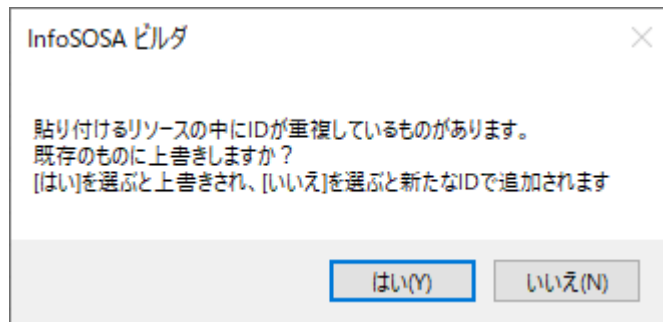 InfoSOSA ビルダ
貼り付けるリソースの中にIDが重複しているものがあります。
既存のものに上書きしますか？
[はい]を選ぶと上書きされ、[いいえ]を選ぶと新たなIDで追加されます
はい(Y)
いいえ(N)